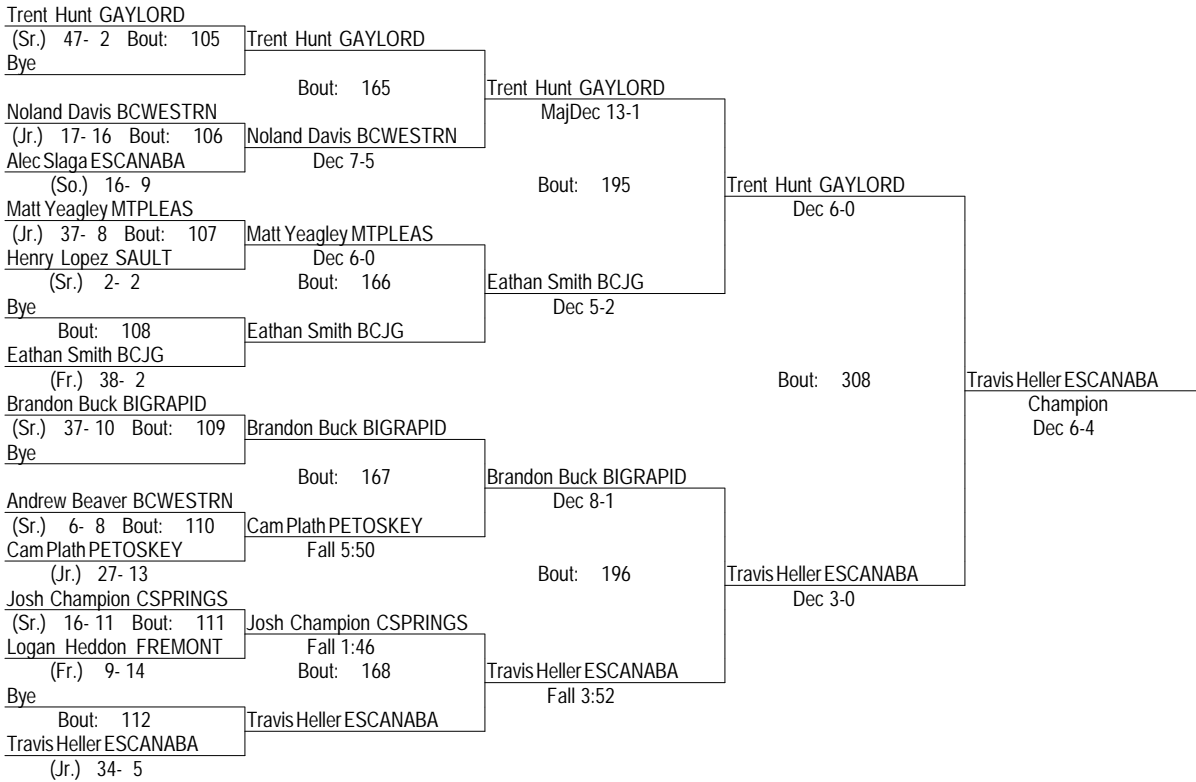 Trent Hunt GAYLORD
(Sr.) 47- 2 Bout: 105
Bye
Noland Davis BCWESTRN
(Jr.) 17- 16 Bout: 106
Alec Slaga ESCANABA
(So.) 16- 9
Matt Yeagley MTPLEAS
(Jr.) 37- 8 Bout: 107
Henry Lopez SAULT
(Sr.) 2- 2
Bye
Bout: 108
Eathan Smith BCJG
(Fr.) 38- 2
Brandon Buck BIGRAPID
(Sr.) 37- 10 Bout: 109
Bye
Andrew Beaver BCWESTRN
(Sr.) 6- 8 Bout: 110
Cam Plath PETOSKEY
(Jr.) 27- 13
Josh Champion CSPRINGS
(Sr.) 16- 11 Bout: 111
Logan Heddon FREMONT
(Fr.) 9- 14
Bye
Bout: 112
Travis Heller ESCANABA
(Jr.) 34- 5
Trent Hunt GAYLORD
Bout: 165
Noland Davis BCWESTRN
Dec 7-5
Matt Yeagley MTPLEAS
Dec 6-0
Bout: 166
Eathan Smith BCJG
Brandon Buck BIGRAPID
Bout: 167
Cam Plath PETOSKEY
Fall 5:50
Josh Champion CSPRINGS
Fall 1:46
Bout: 168
Travis Heller ESCANABA
Trent Hunt GAYLORD
MajDec 13-1
Bout: 195
Eathan Smith BCJG
Dec 5-2
Brandon Buck BIGRAPID
Dec 8-1
Bout: 196
Travis Heller ESCANABA
Fall 3:52
Trent Hunt GAYLORD
Dec 6-0
Bout: 308
Travis Heller ESCANABA
Dec 3-0
Travis Heller ESCANABA
Champion
Dec 6-4